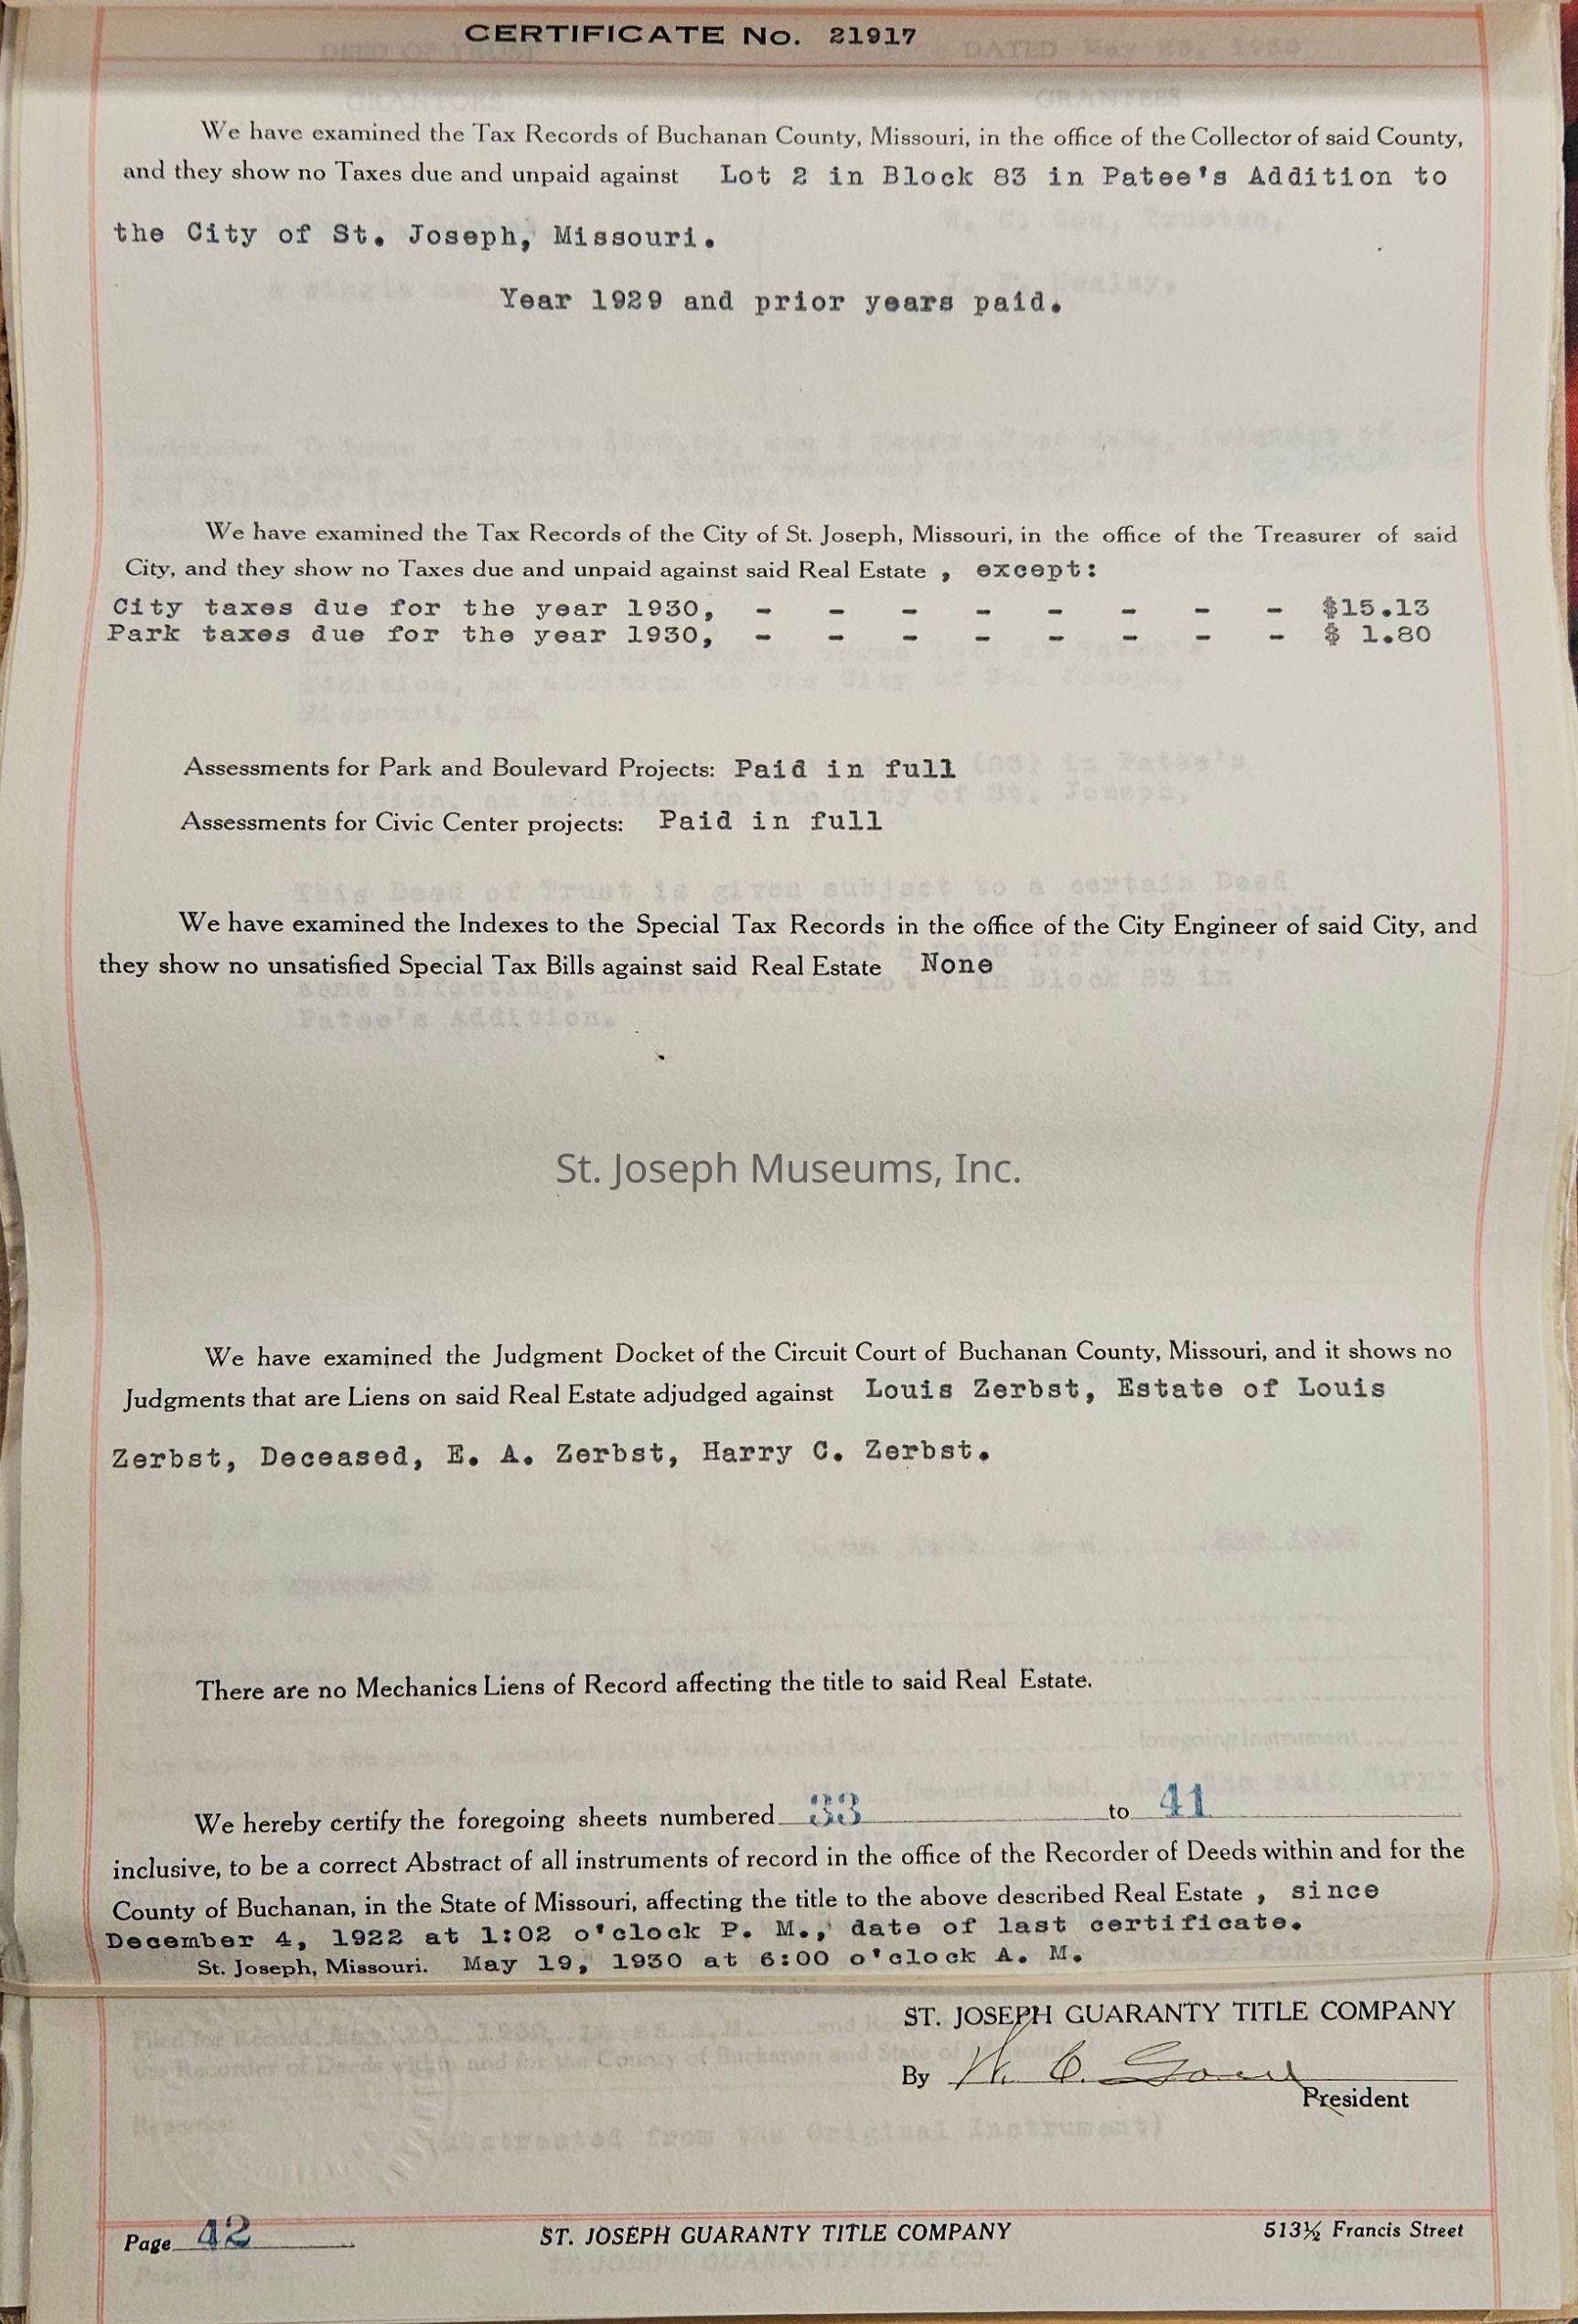 CERTIFICATE No. 21917
We have examined the Tax Records of Buchanan County, Missouri, in the office of the Collector of said County,
and they show no Taxes due and unpaid against Lot 2 in Block 83 in Patee's Addition to
the City of St. Joseph, Missouri.
Year 1929 and prior years paid.
We have examined the Tax Records of the City of St. Joseph, Missouri, in the office of the Treasurer of said
City, and they show no Taxes due and unpaid against said Real Estate , except:
City taxes due for the year 1930, - - - - - - - - $15.13
Park taxes due for the year 1930, - - - - - - - - $ 1.80
Assessments for Park and Boulevard Projects: Paid in full
Assessments for Civic Center projects: Paid in full
We have examined the Indexes to the Special Tax Records in the office of the City Engineer of said City, and
they show no unsatisfied Special Tax Bills against said Real Estate None
St. Joseph Museums, Inc.
We have examined the Judgment Docket of the Circuit Court of Buchanan County, Missouri, and it shows no
Judgments that are Liens on said Real Estate adjudged against Louis Zerbst, Estate of Louis
Zerbst, Deceased, E. A. Zerbst, Harry C. Zerbst.
There are no Mechanics Liens of Record affecting the title to said Real Estate.
We hereby certify the foregoing sheets numbered 33 to 41
inclusive, to be a correct Abstract of all instruments of record in the office of the Recorder of Deeds within and for the
County of Buchanan, in the State of Missouri, affecting the title to the above described Real Estate , since
December 4, 1922 at 1:02 o'clock P. M., date of last certificate.
St. Joseph, Missouri. May 19, 1930 at 6:00 o'clock A. M.
ST. JOSEPH GUARANTY TITLE COMPANY
By W. C.
President
Page 42 ST. JOSEPH GUARANTY TITLE COMPANY 513½ Francis Street